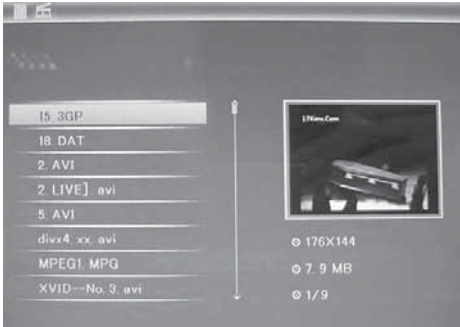 15. 3GP
18. DAT
2. AVI
2. LIVE]. avi
5. AVI
divx4. xx. avi
MPEG1. MPG
XVID--No. 3. avi
176X144
7. 9 MB
1/9